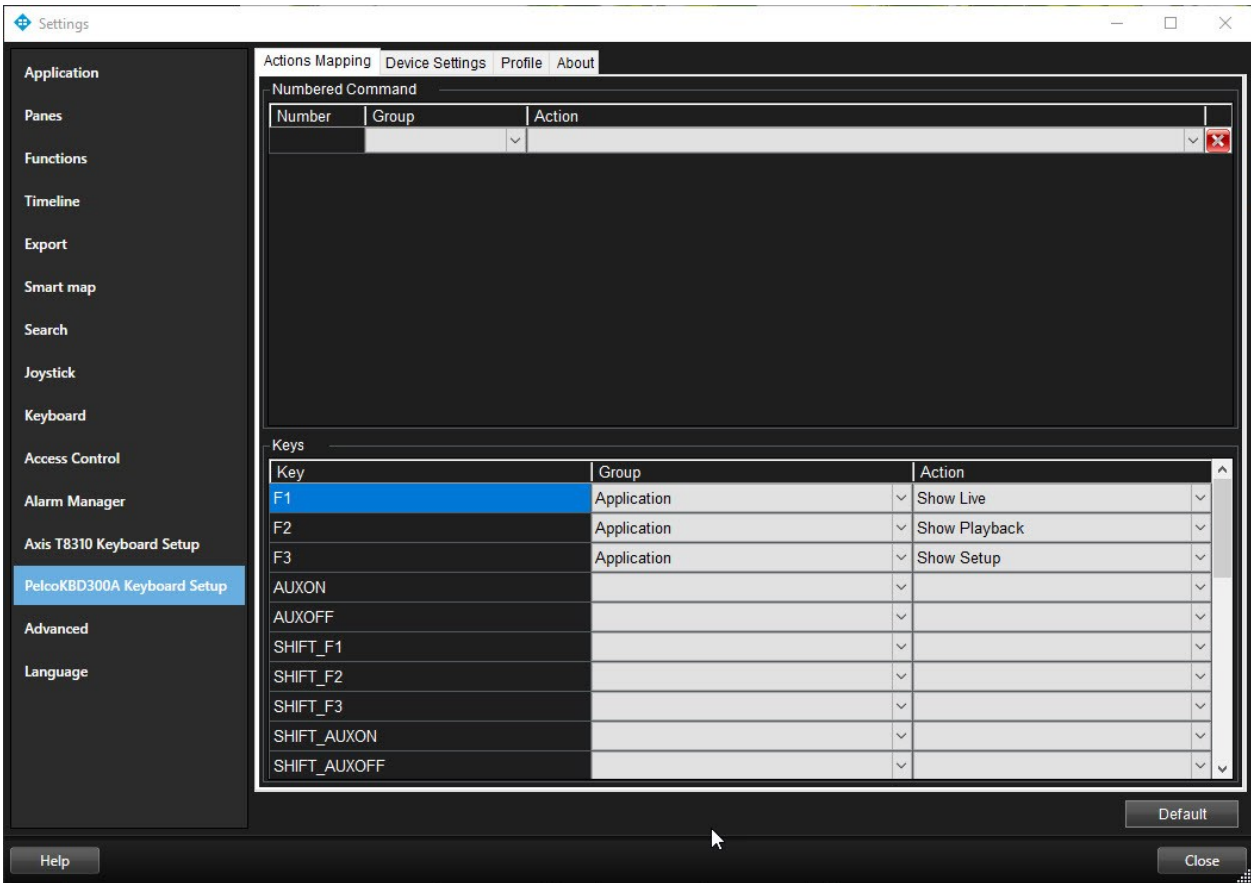 Settings
Application
Panes
Functions
Timeline
Export
Smart map
Search
Joystick
Keyboard
Access Control
Alarm Manager
Axis T8310 Keyboard Setup
PelcoKBD300A Keyboard Setup
Advanced
Language
Actions Mapping Device Settings Profile About
Numbered Command
Number Group Action
Keys
Key Group Action
F1 Application Show Live
F2 Application Show Playback
F3 Application Show Setup
AUXON
AUXOFF
SHIFT_F1
SHIFT_F2
SHIFT_F3
SHIFT_AUXON
SHIFT_AUXOFF
Default
Help Close